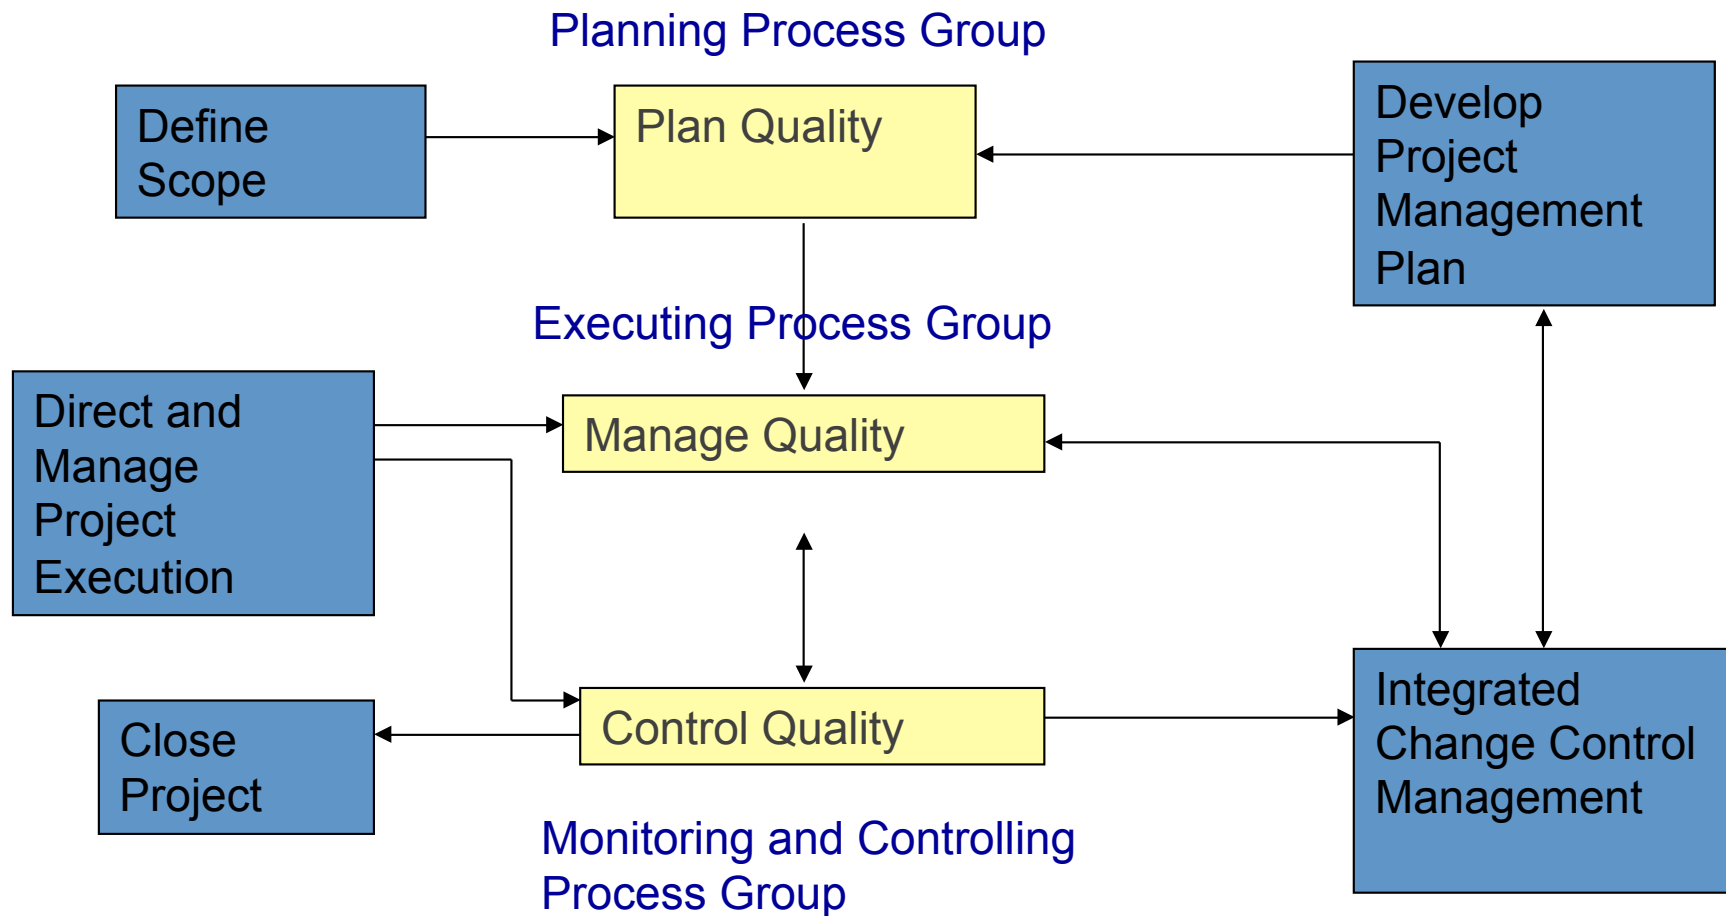 Planning Process Group
Define
Scope
Plan Quality
Develop
Project
Management
Plan
Executing Process Group
Direct and
Manage
Project
Execution
Manage Quality
Close
Project
Control Quality
Integrated
Change Control
Management
Monitoring and Controlling
Process Group